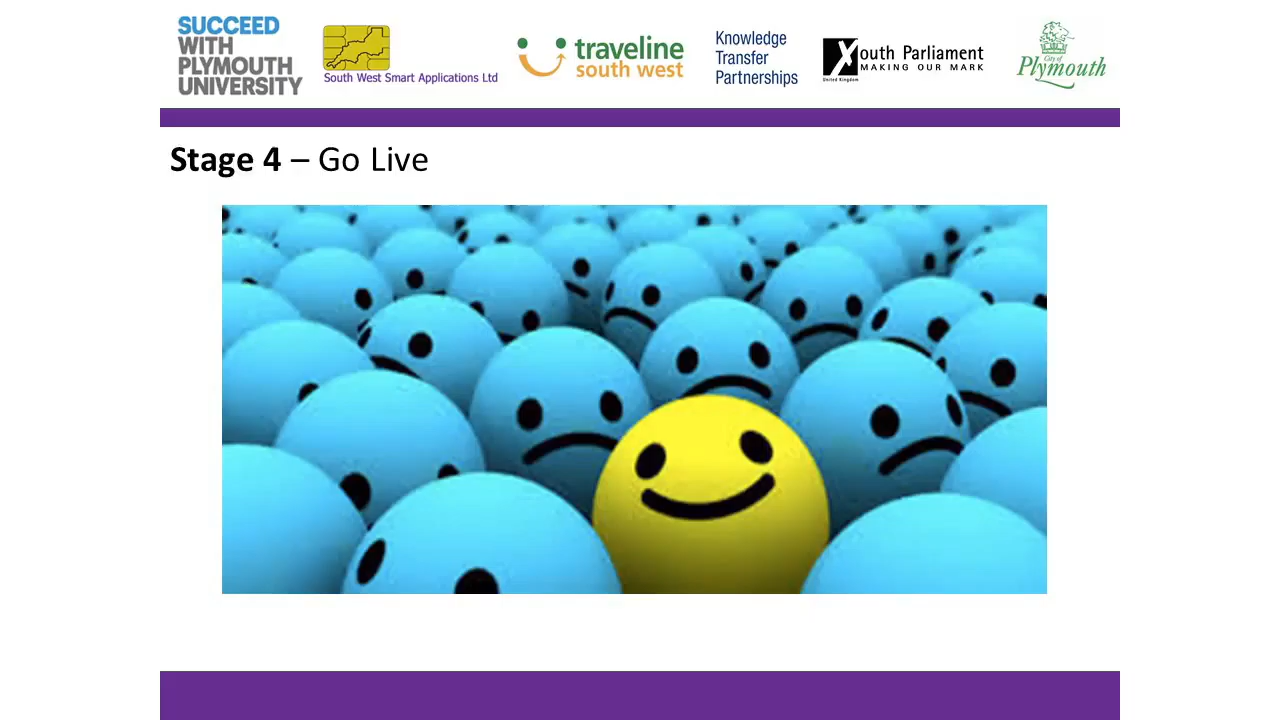 SUCCEED
WITH
PLYMOUTH
UNIVERSITY
South West Smart Applications Ltd
traveline
south west
Knowledge
Transfer
Partnerships
Xouth Parliament
MAKING OUR MARK
United Kingdom
City of
Plymouth
Stage 4 – Go Live